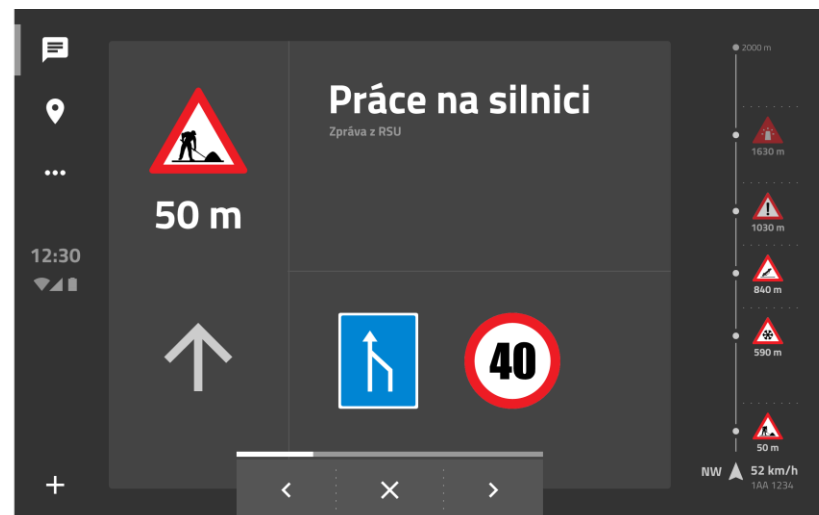 12:30
50 m
Práce na silnici
Zpráva z RSU
40
2000 m
1630 m
1030 m
840 m
590 m
50 m
NW
52 km/h
1AA 1234